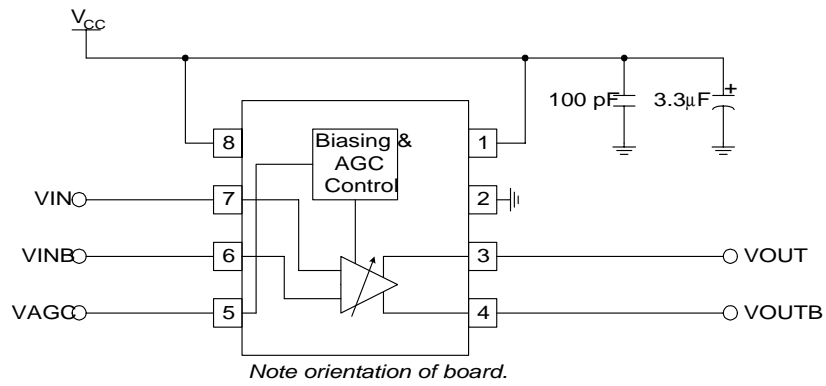 VCC
100 pF
3.3µF
+
8
Biasing &
AGC
Control
1
VIN
7
2
VINB
6
3
VOUT
VAGC
5
4
VOUTB
Note orientation of board.